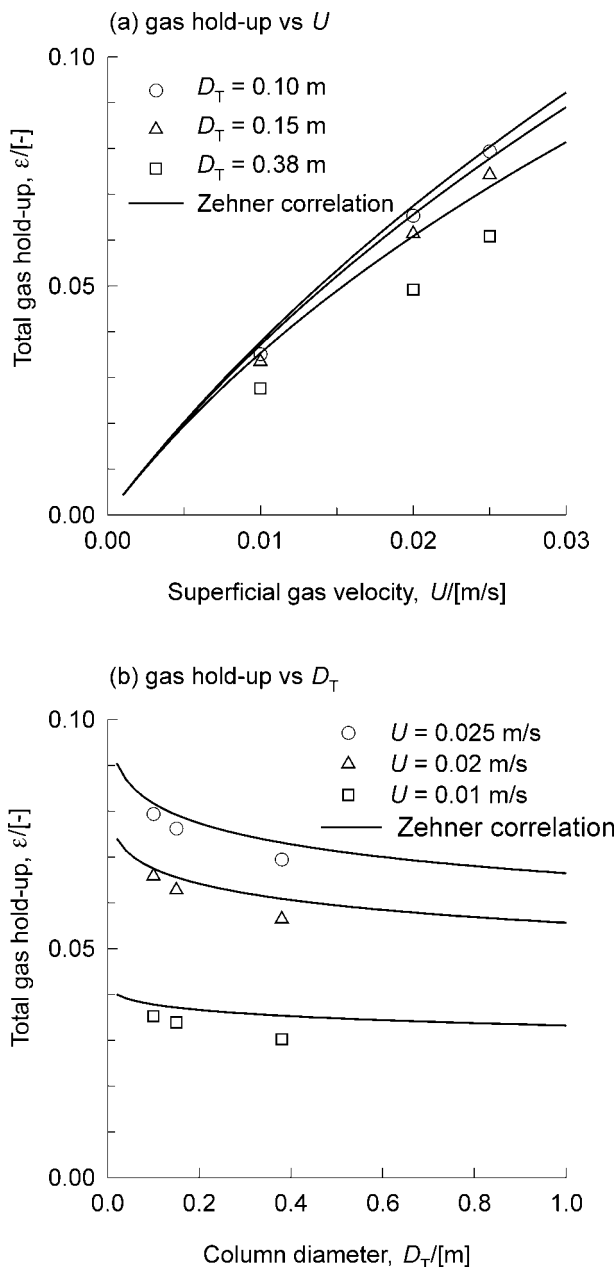 (a) gas hold-up vs U
0.10
D_T = 0.10 m
D_T = 0.15 m
D_T = 0.38 m
Zehner correlation
Total gas hold-up, ε/[-]
0.05
0.00
0.00 0.01 0.02 0.03
Superficial gas velocity, U/[m/s]
(b) gas hold-up vs D_T
0.10
U = 0.025 m/s
U = 0.02 m/s
U = 0.01 m/s
Zehner correlation
Total gas hold-up, ε/[-]
0.05
0.00
0.0 0.2 0.4 0.6 0.8 1.0
Column diameter, D_T/[m]